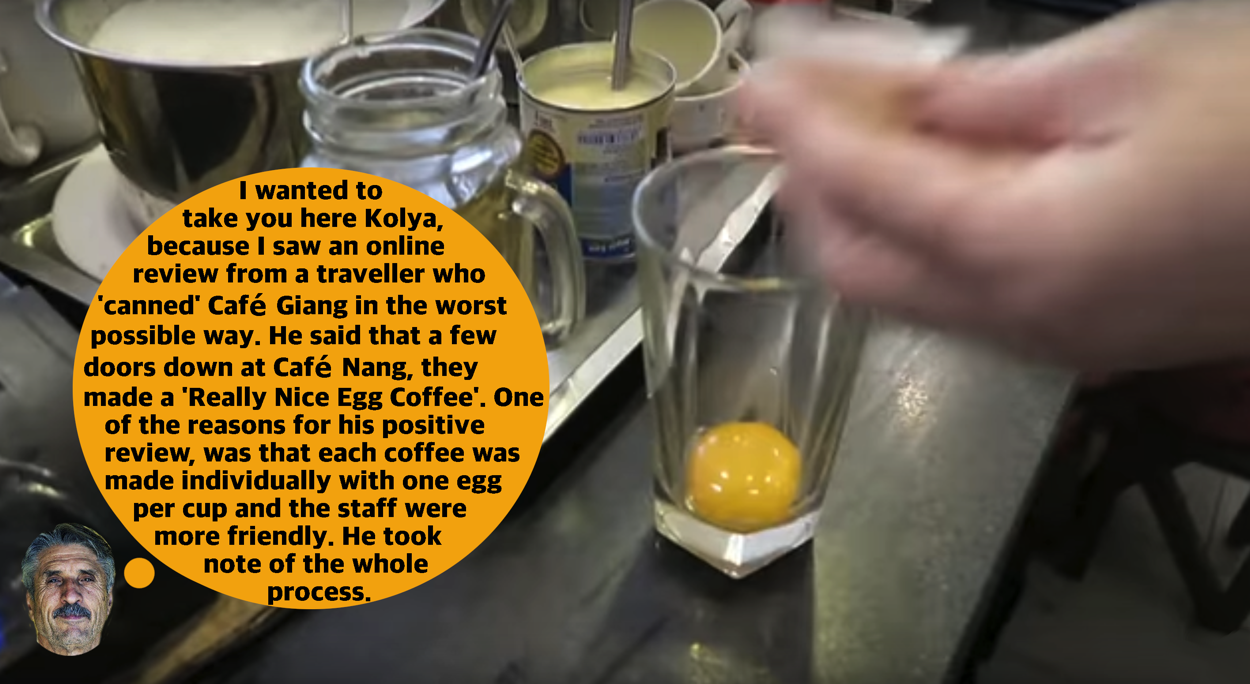 I wanted to
take you here Kolya,
because I saw an online
review from a traveller who
'canned' Café Giang in the worst
possible way. He said that a few
doors down at Café Nang, they
made a 'Really Nice Egg Coffee'. One
of the reasons for his positive
review, was that each coffee was
made individually with one egg
per cup and the staff were
more friendly. He took
note of the whole
process.